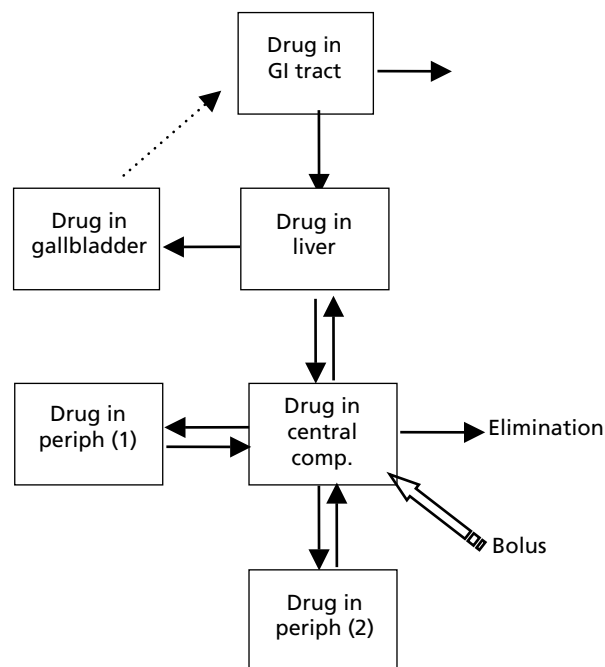 Drug in
GI tract
Drug in
gallbladder
Drug in
liver
Drug in
periph (1)
Drug in
central
comp.
Elimination
Bolus
Drug in
periph (2)